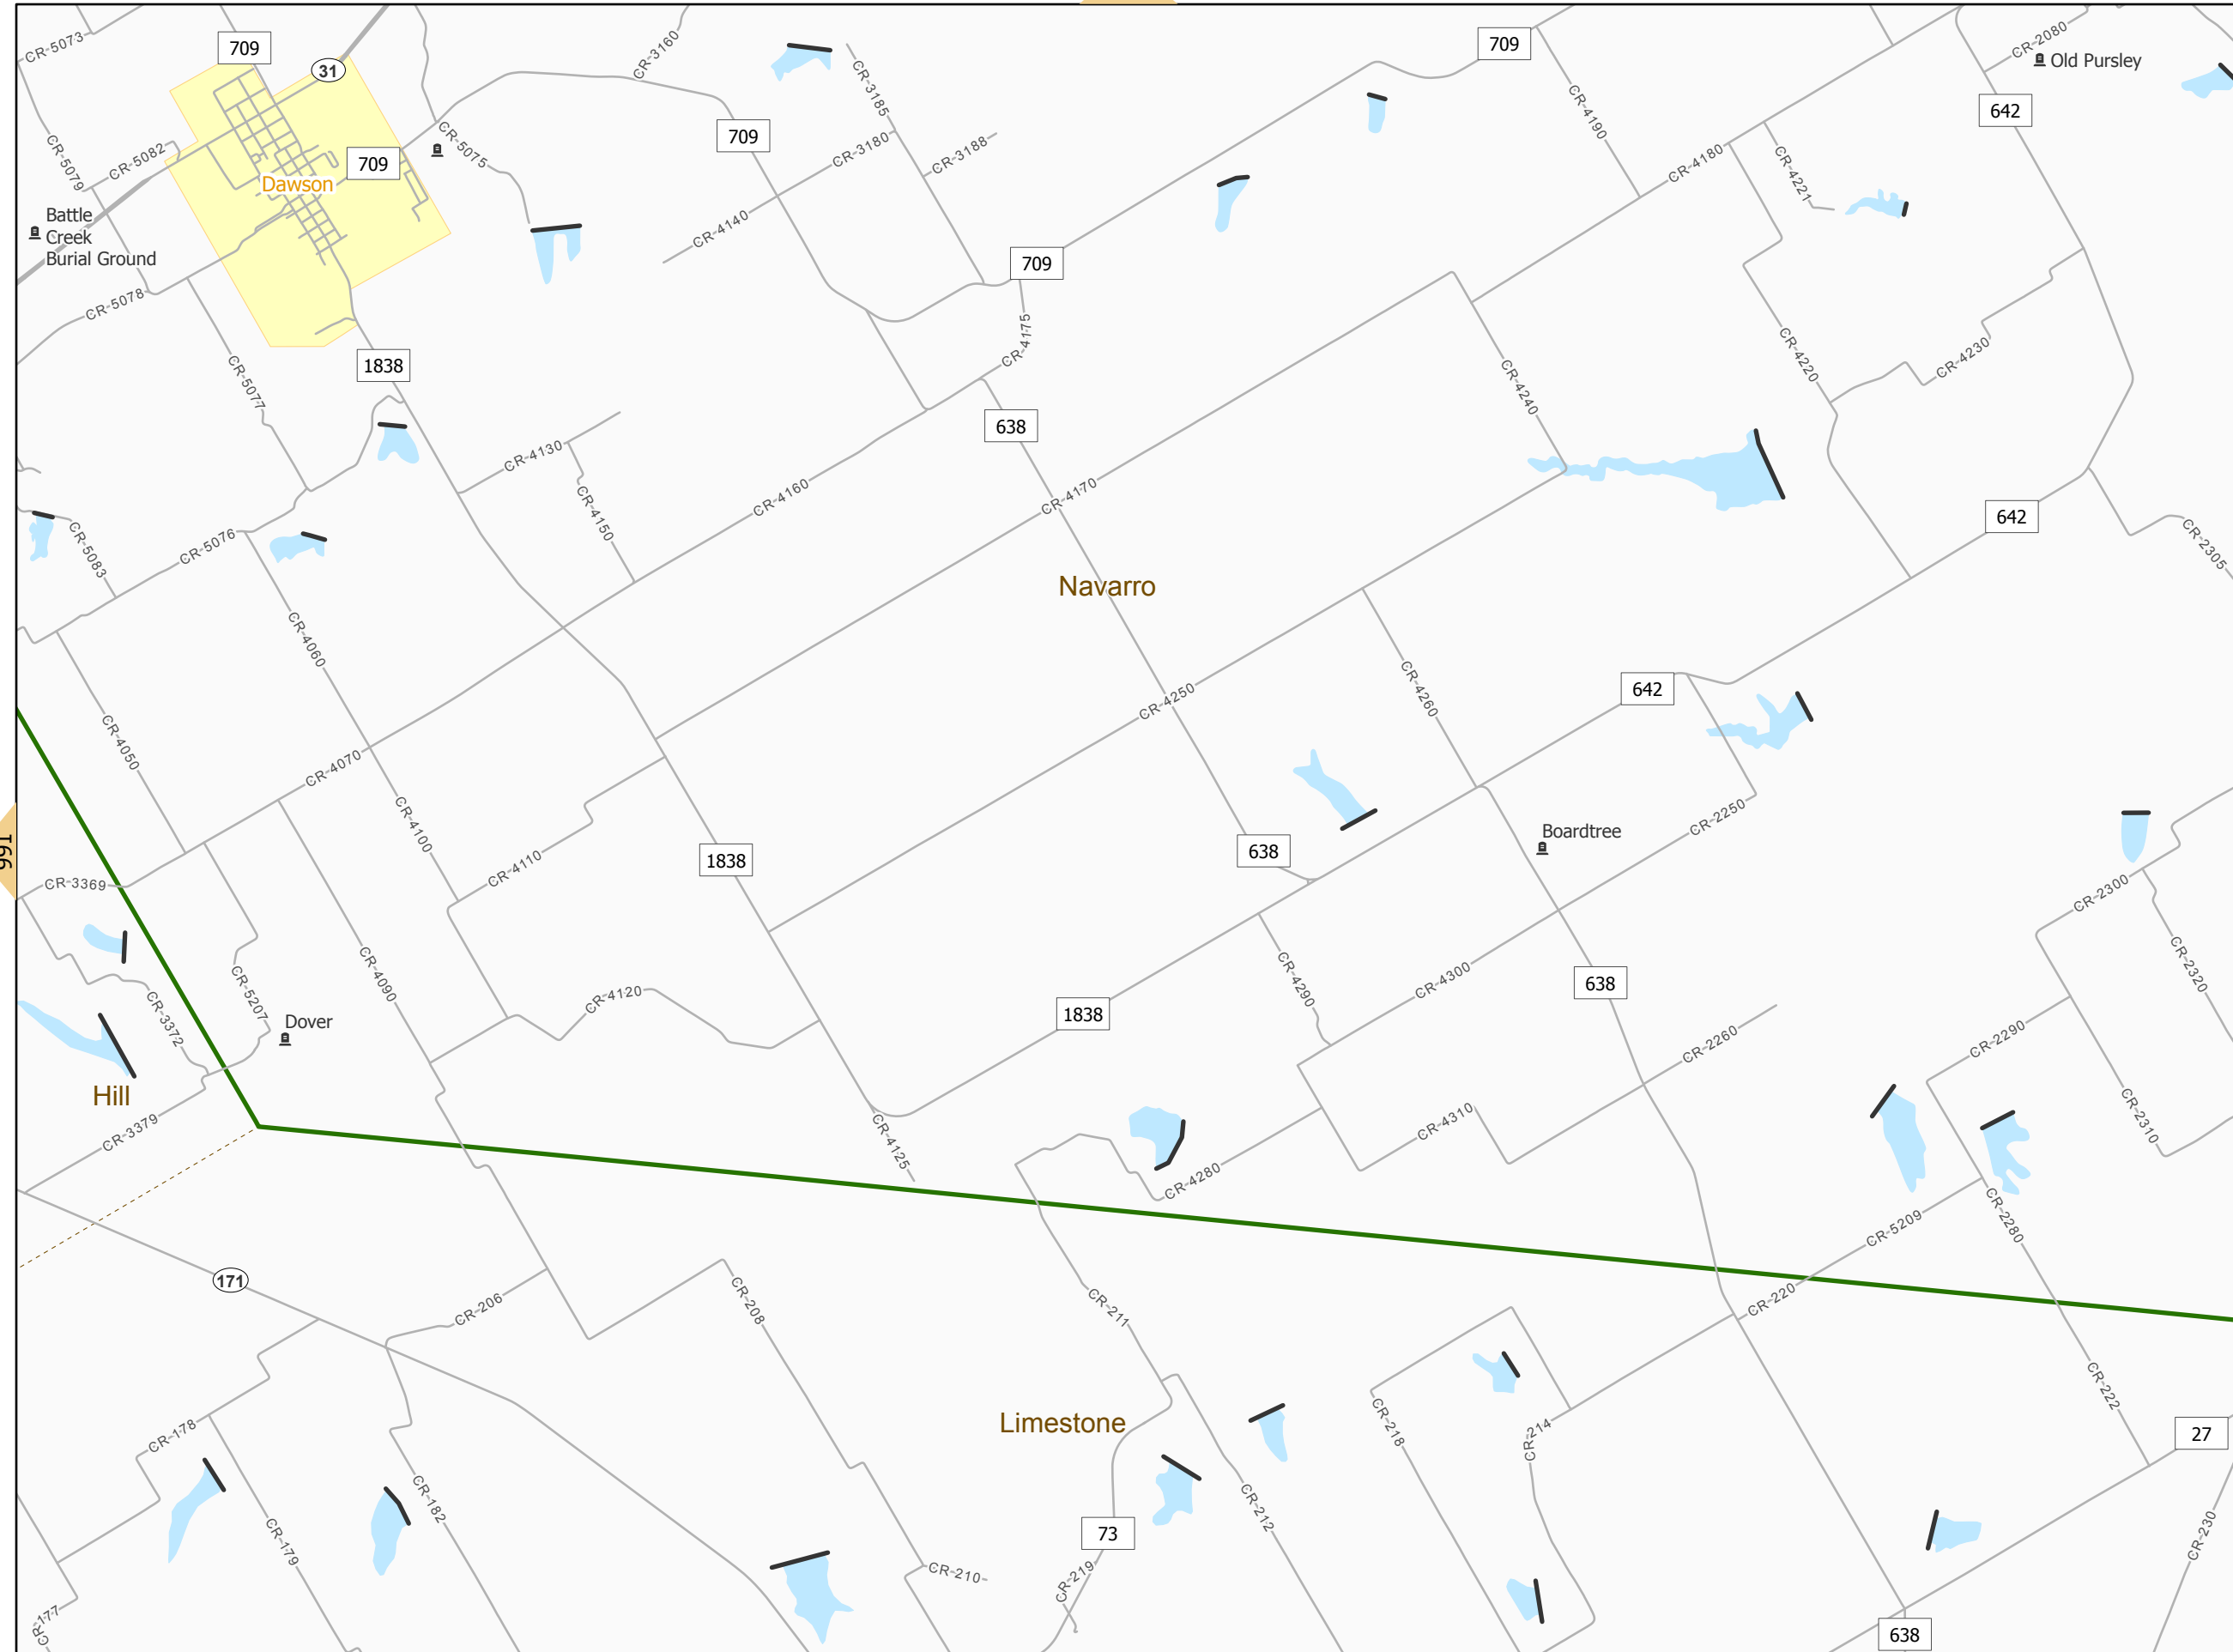 CR-5073
709
31
CR-3160
CR-3185
709
CR-2080
Old Pursley
642
CR-4190
CR-5079
CR-5082
709
CR-5075
709
CR-3180
CR-3188
CR-4180
CR-4221
Dawson
Battle
Creek
Burial Ground
CR-4140
709
CR-5078
CR-4175
CR-5077
1838
CR-4240
CR-4220
CR-4230
638
CR-4130
CR-4150
CR-4160
CR-4170
642
CR-2305
CR-5083
CR-5076
Navarro
CR-4060
CR-4050
CR-4250
CR-4260
642
CR-4070
CR-4100
CR-4110
1838
638
Boardtree
CR-2250
991
CR-3369
CR-2300
CR-4090
CR-5207
CR-4120
CR-4290
CR-4300
638
CR-2320
CR-3372
Dover
1838
CR-2260
CR-2290
Hill
CR-3379
CR-4125
CR-4310
CR-2310
CR-4280
CR-5209
CR-2280
171
CR-206
CR-208
CR-211
CR-220
CR-222
CR-178
Limestone
CR-218
CR-214
27
CR-182
CR-179
CR-212
73
CR-230
CR-210
CR-219
CR-177
638